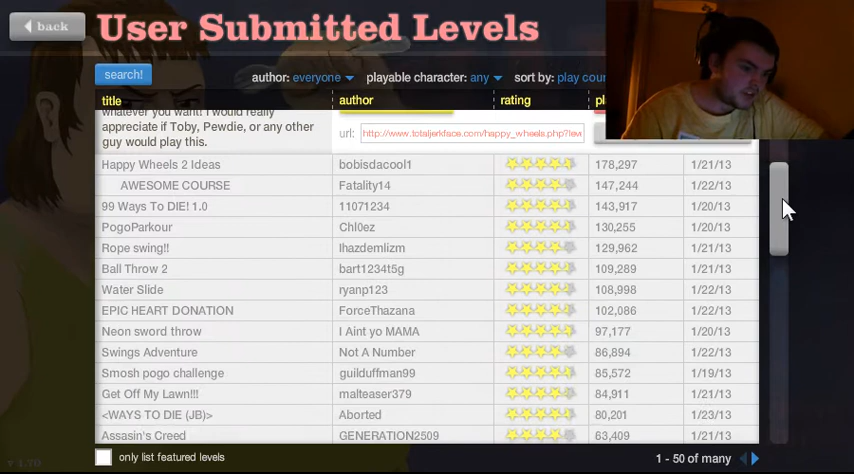 back
User Submitted Levels
search!
author: everyone playable character: any sort by: play cour
title author rating pl
whatever you want! I would really
appreciate if Toby, Pewdie, or any other
guy would play this.
url: http://www.totaljerkface.com/happy_wheels.php?lev
Happy Wheels 2 Ideas bobisdacool1 178,297 1/21/13
AWESOME COURSE Fatality14 147,244 1/22/13
99 Ways To DIE! 1.0 11071234 143,917 1/20/13
PogoParkour Chl0ez 130,255 1/20/13
Rope swing!! lhazdemlizm 129,962 1/21/13
Ball Throw 2 bart1234t5g 109,289 1/21/13
Water Slide ryanp123 108,998 1/22/13
EPIC HEART DONATION ForceThazana 102,086 1/22/13
Neon sword throw I Aint yo MAMA 97,177 1/20/13
Swings Adventure Not A Number 86,894 1/22/13
Smosh pogo challenge guilduffman99 85,572 1/19/13
Get Off My Lawn!!! malteaser379 84,911 1/21/13
<WAYS TO DIE (JB)> Aborted 80,201 1/23/13
Assasin's Creed GENERATION2509 63,409 1/21/13
only list featured levels 1 - 50 of many
v 1.70